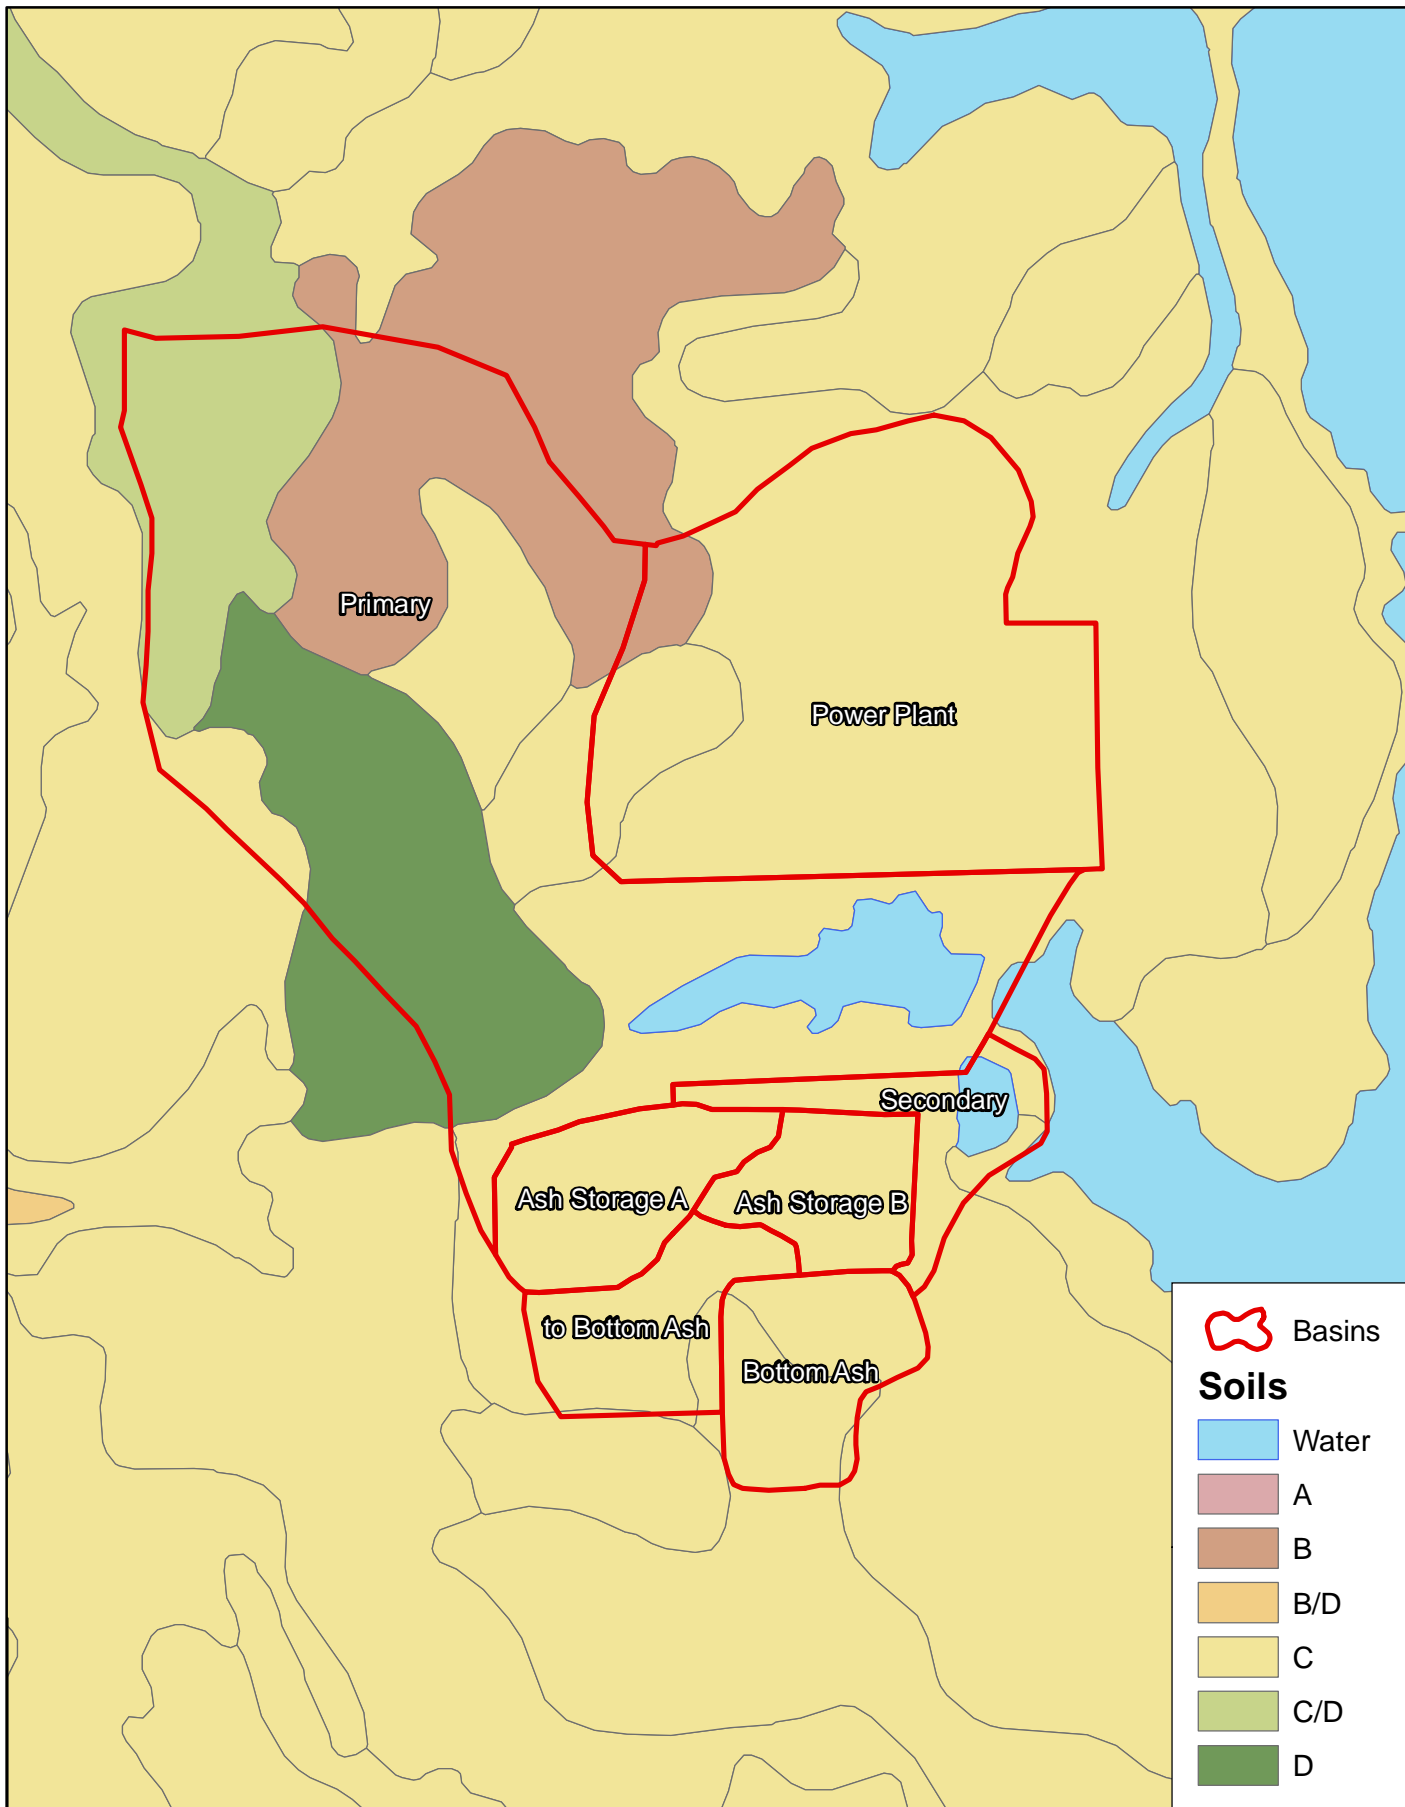 Primary
Power Plant
Secondary
Ash Storage A
Ash Storage B
to Bottom Ash
Bottom Ash
Basins
Soils
Water
A
B
B/D
C
C/D
D